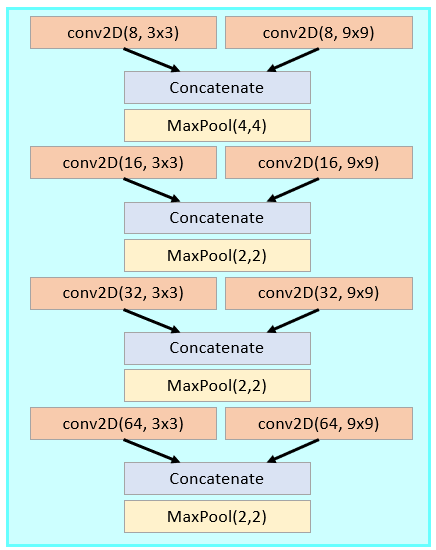 conv2D(8, 3x3)
conv2D(8, 9x9)
Concatenate
MaxPool(4,4)
conv2D(16, 3x3)
conv2D(16, 9x9)
Concatenate
MaxPool(2,2)
conv2D(32, 3x3)
conv2D(32, 9x9)
Concatenate
MaxPool(2,2)
conv2D(64, 3x3)
conv2D(64, 9x9)
Concatenate
MaxPool(2,2)